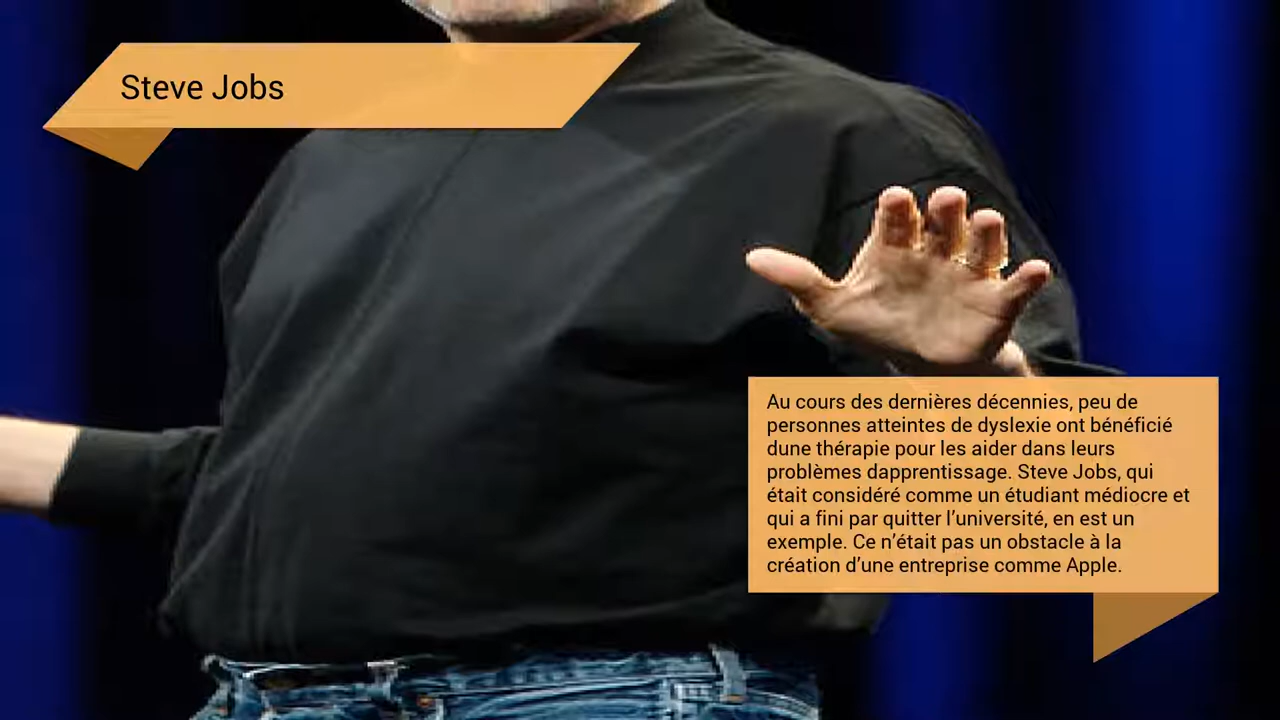 Steve Jobs
Au cours des dernières décennies, peu de
personnes atteintes de dyslexie ont bénéficié
dune thérapie pour les aider dans leurs
problèmes dapprentissage. Steve Jobs, qui
était considéré comme un étudiant médiocre et
qui a fini par quitter l’université, en est un
exemple. Ce n’était pas un obstacle à la
création d’une entreprise comme Apple.